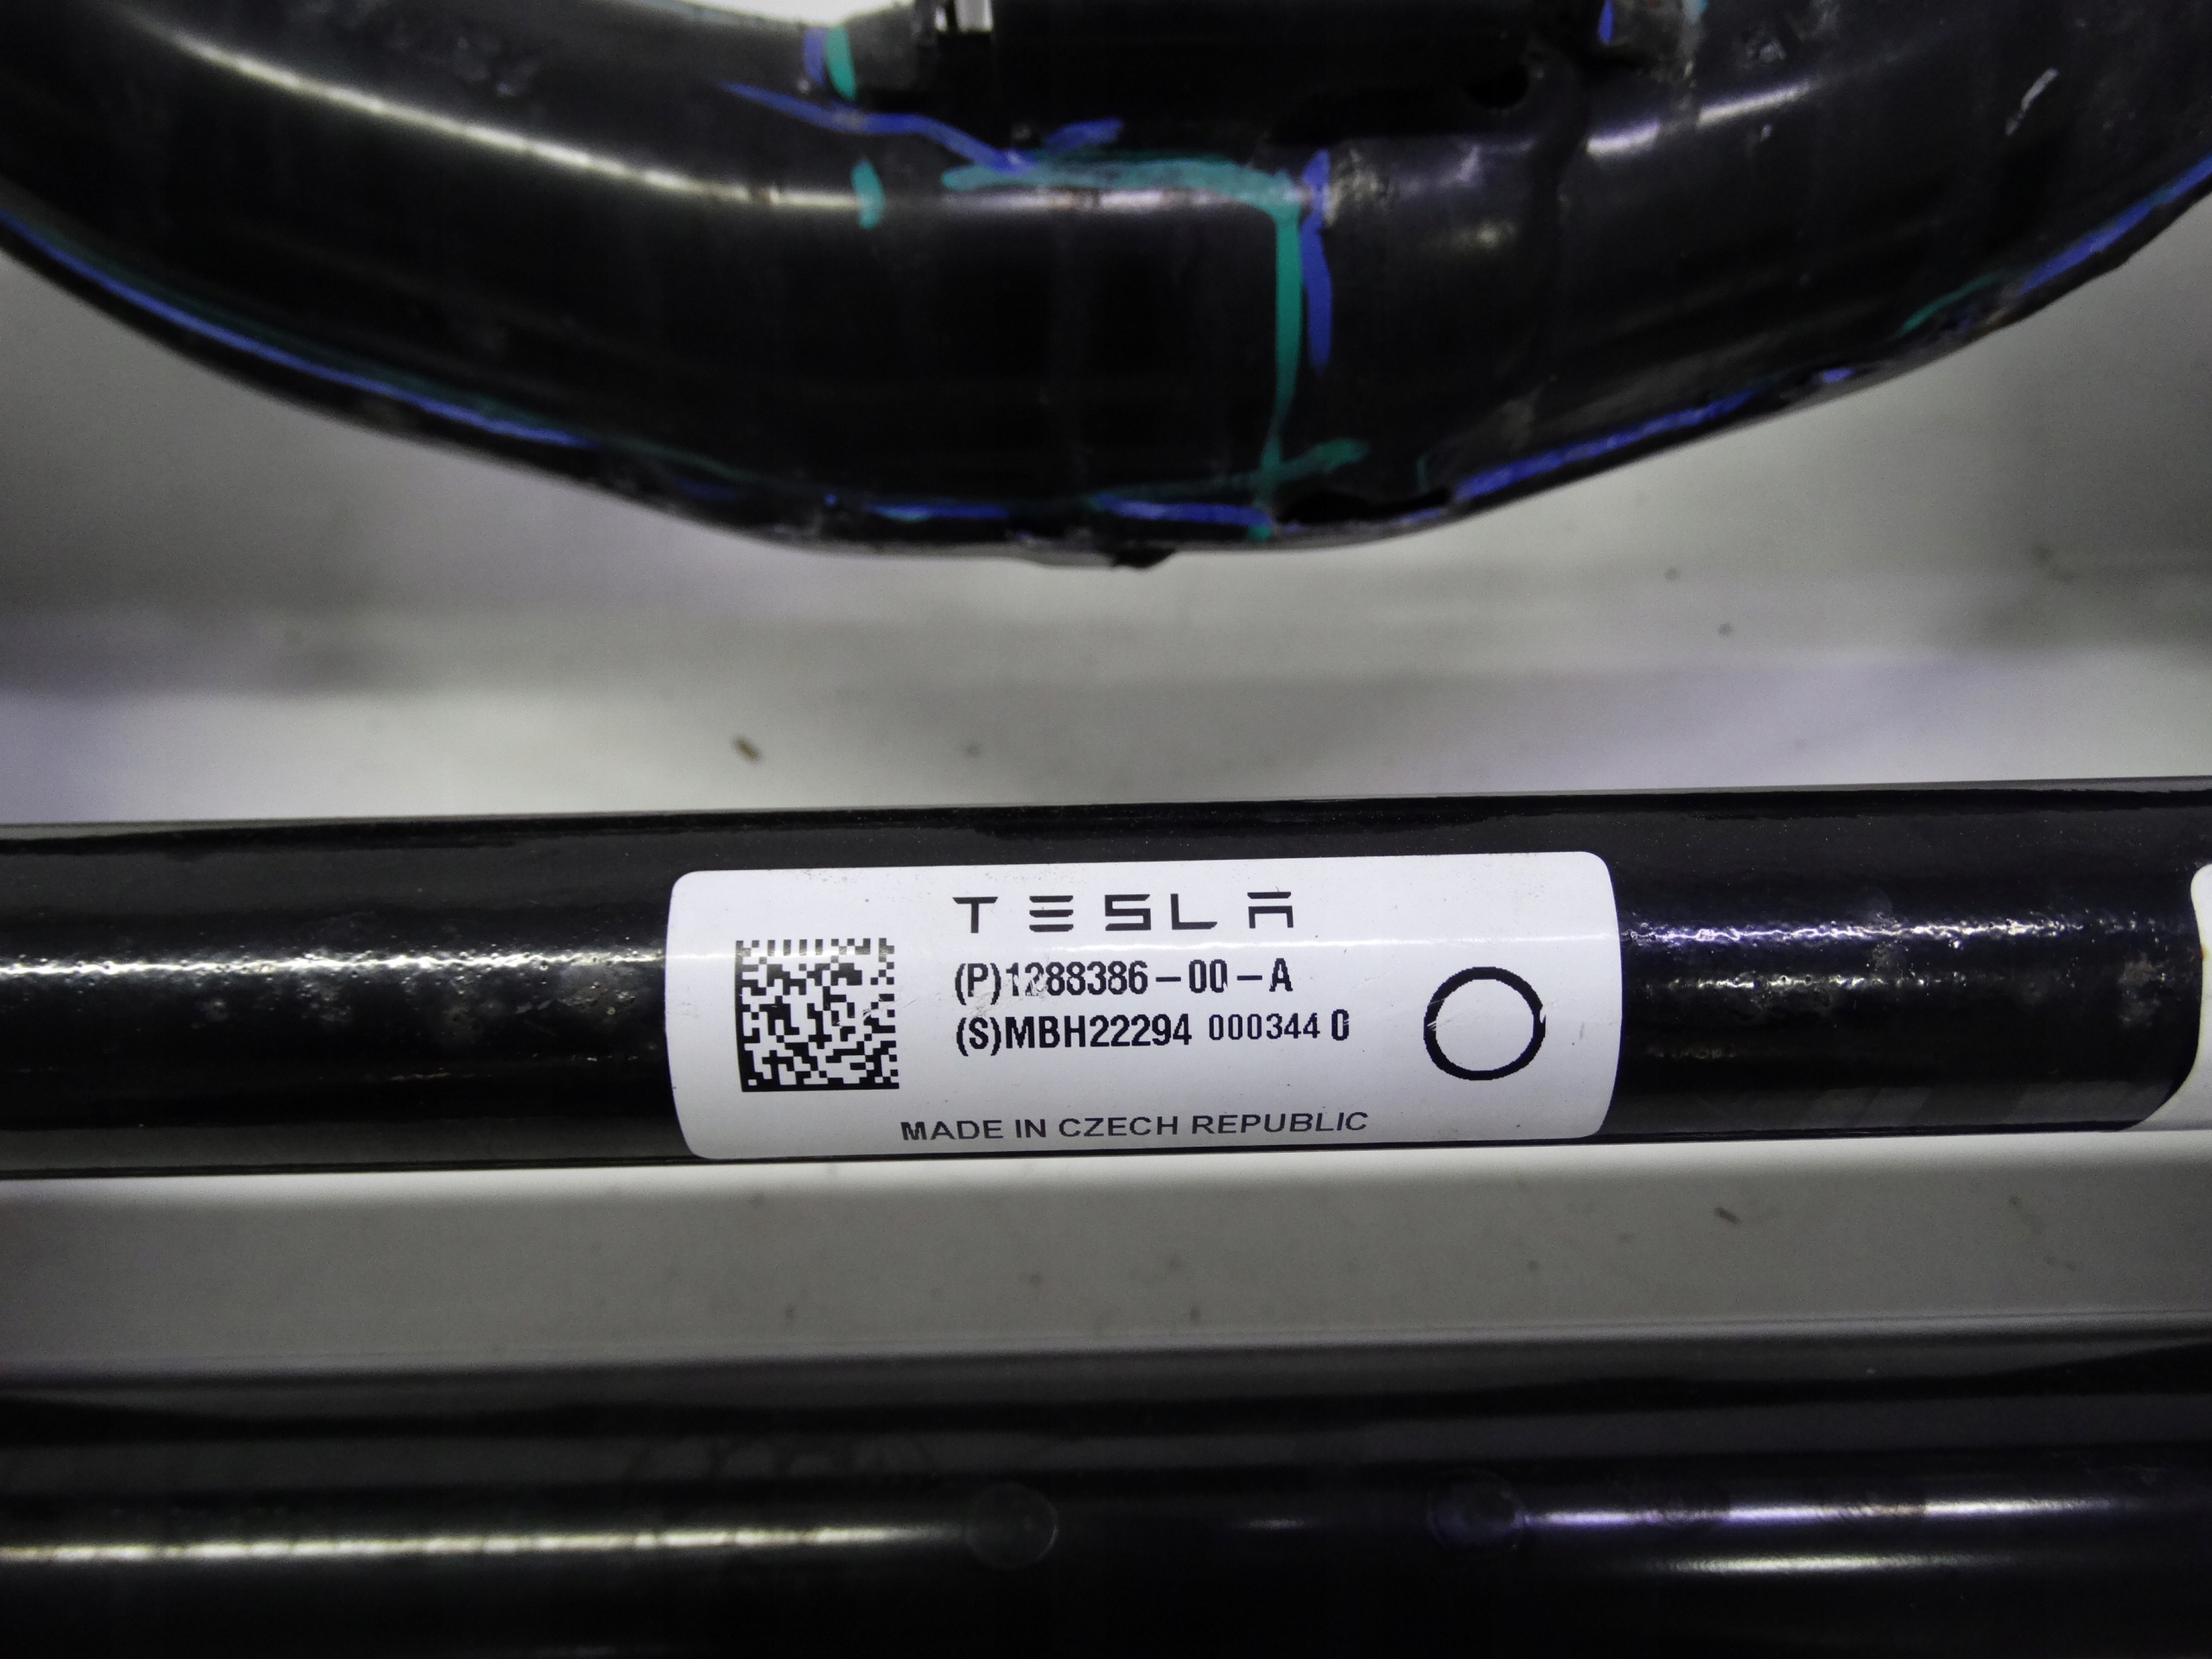 TESLA
(P)1288386-00-A
(S)MBH22294 000344 0
MADE IN CZECH REPUBLIC